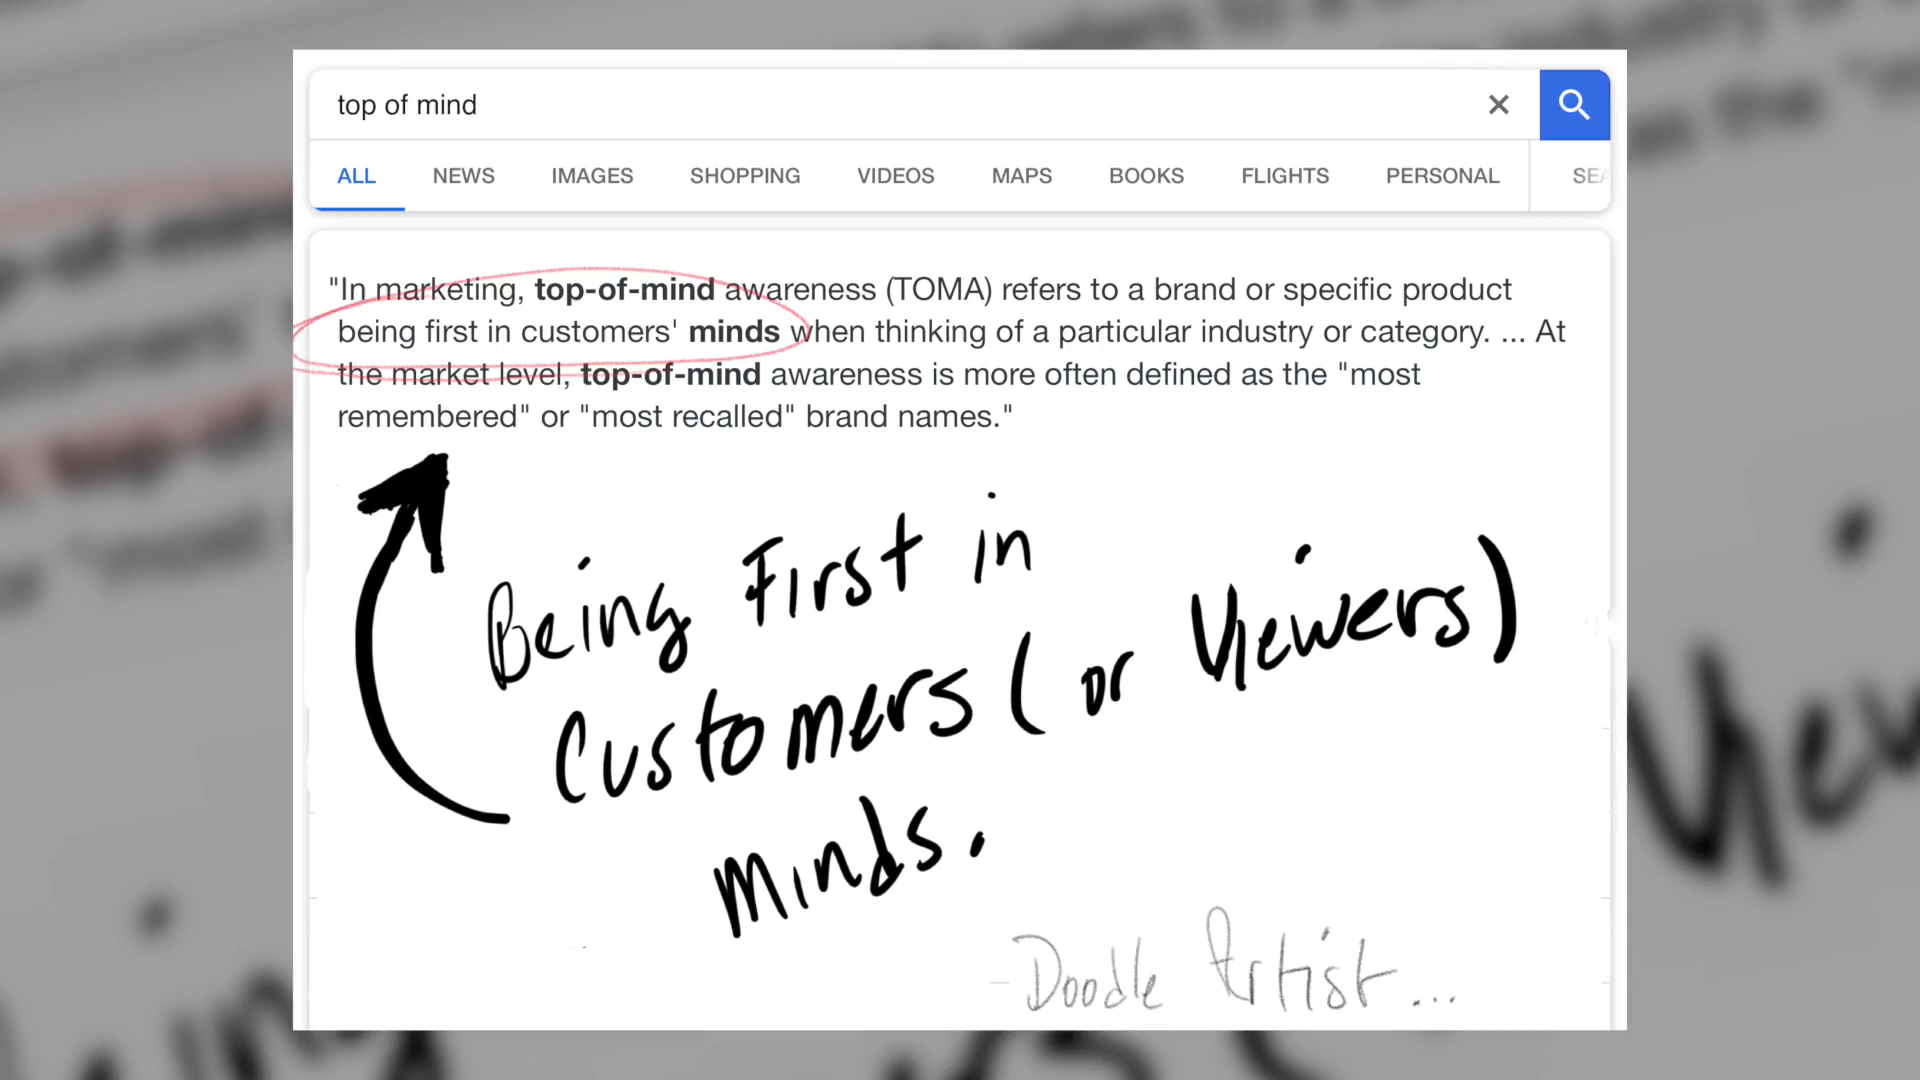 top of mind
ALL NEWS IMAGES SHOPPING VIDEOS MAPS BOOKS FLIGHTS PERSONAL
"In marketing, top-of-mind awareness (TOMA) refers to a brand or specific product
being first in customers' minds when thinking of a particular industry or category. ... At
the market level, top-of-mind awareness is more often defined as the "most
remembered" or "most recalled" brand names."
Being First in
Customers (or Viewers)
Minds.
- Doodle Artist...